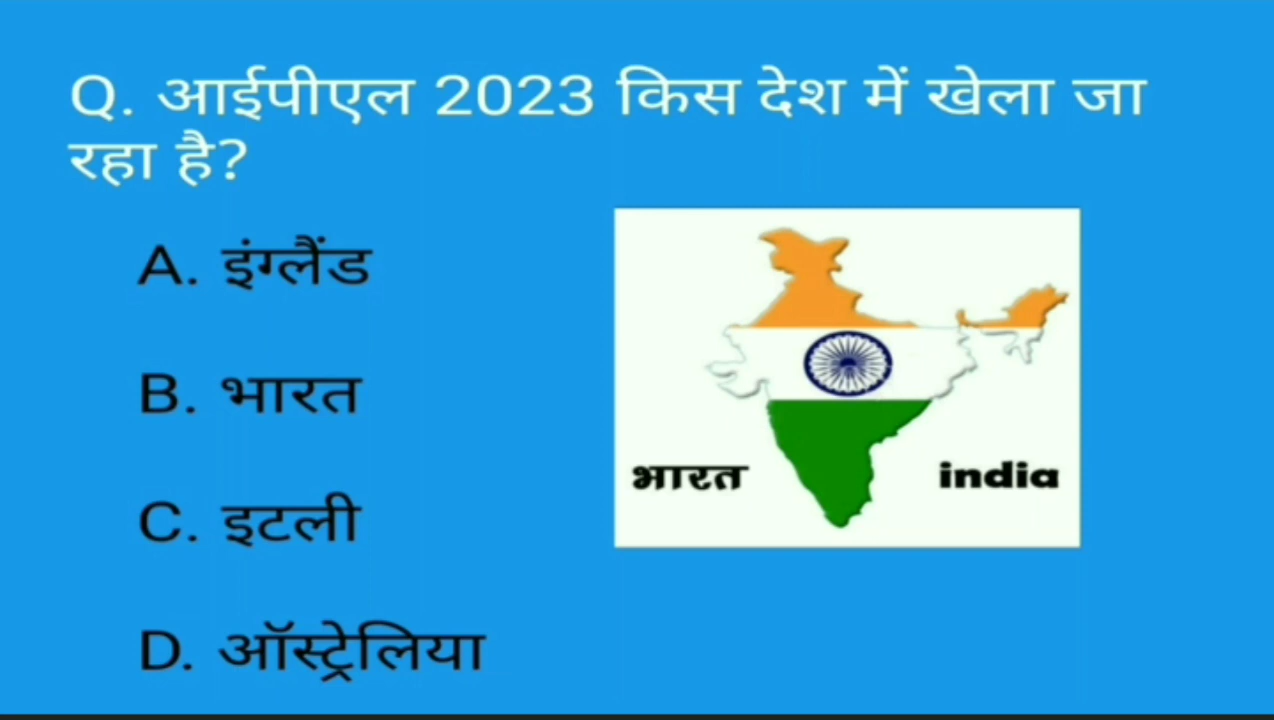 Q. आईपीएल 2023 किस देश में खेला जा
रहा है?
A. इंग्लैंड
B. भारत
C. इटली
D. ऑस्ट्रेलिया
भारत
india